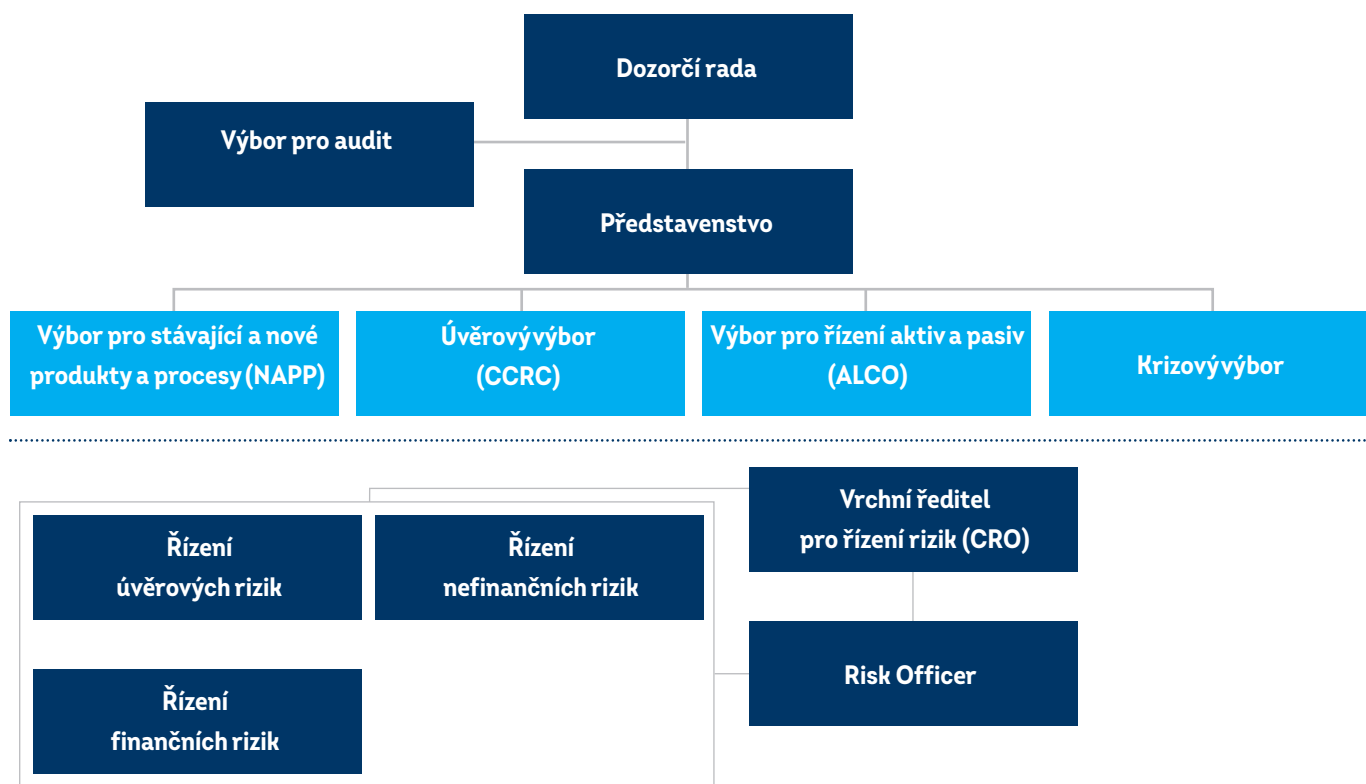 Dozorčí rada
Výbor pro audit
Představenstvo
Výbor pro stávající a nové
produkty a procesy (NAPP)
Úvěrový výbor
(CCRC)
Výbor pro řízení aktiv a pasiv
(ALCO)
Krizový výbor
Vrchní ředitel
pro řízení rizik (CRO)
Řízení
úvěrových rizik
Řízení
nefinančních rizik
Risk Officer
Řízení
finančních rizik